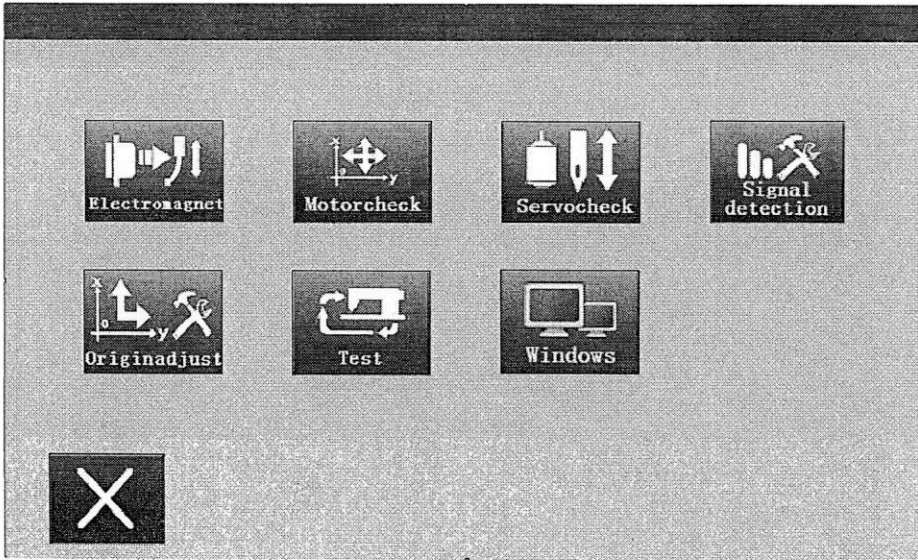 Electromagnet
Motorcheck
Servocheck
Signal
detection
Originadjust
Test
Windows